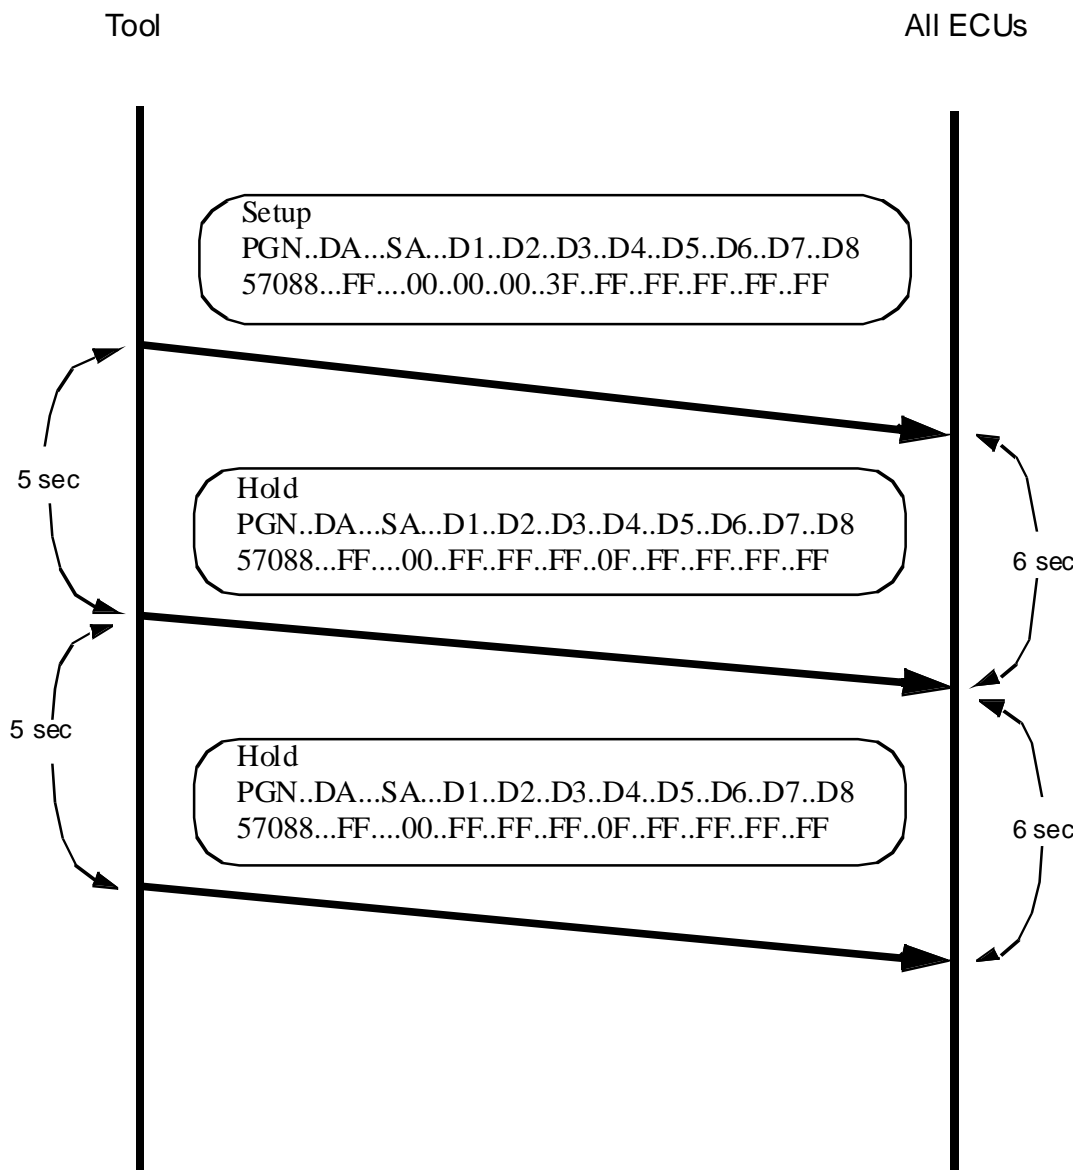 Tool
All ECUs
Setup
PGN..DA...SA...D1..D2..D3..D4..D5..D6..D7..D8
57088...FF....00..00..00..3F..FF..FF..FF..FF..FF
5 sec
Hold
PGN..DA...SA...D1..D2..D3..D4..D5..D6..D7..D8
57088...FF....00..FF..FF..FF..0F..FF..FF..FF..FF
6 sec
5 sec
Hold
PGN..DA...SA...D1..D2..D3..D4..D5..D6..D7..D8
57088...FF....00..FF..FF..FF..0F..FF..FF..FF..FF
6 sec